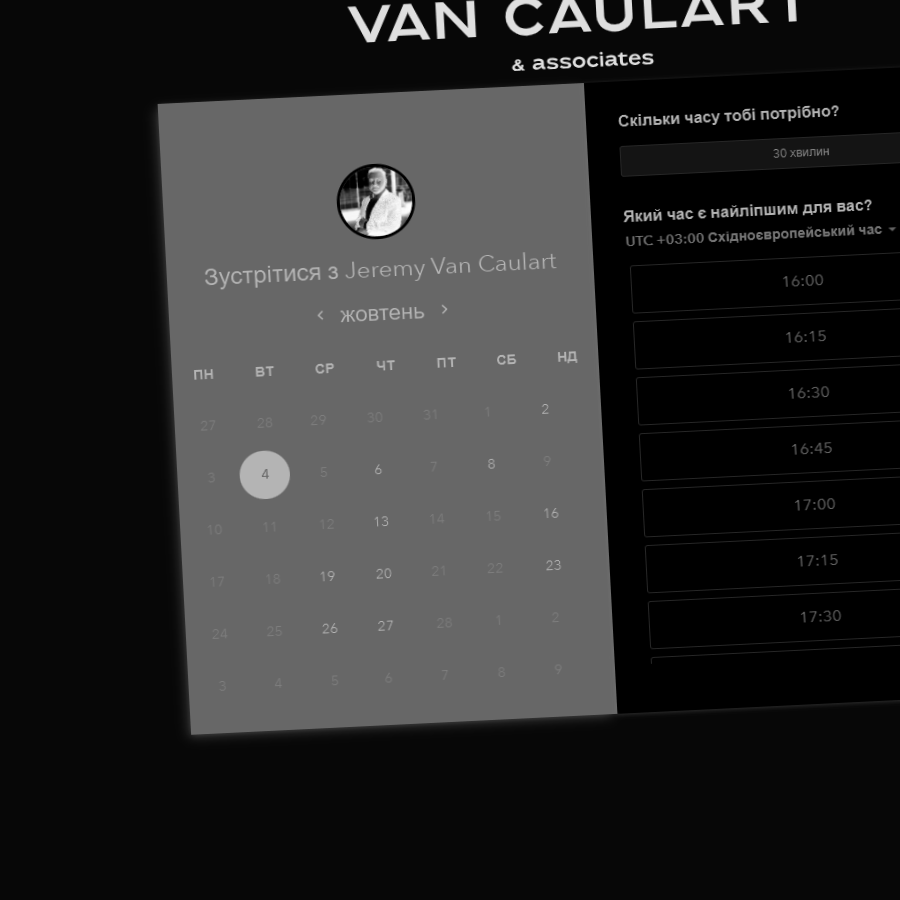 VAN CAULART
& associates
Зустрітися з Jeremy Van Caulart
‹ жовтень ›
ПН ВТ СР ЧТ ПТ СБ НД
27 28 29 30 31 1 2
3 4 5 6 7 8 9
10 11 12 13 14 15 16
17 18 19 20 21 22 23
24 25 26 27 28 1 2
3 4 5 6 7 8 9
Скільки часу тобі потрібно?
30 хвилин
Який час є найліпшим для вас?
UTC +03:00 Східноєвропейський час
16:00
16:15
16:30
16:45
17:00
17:15
17:30